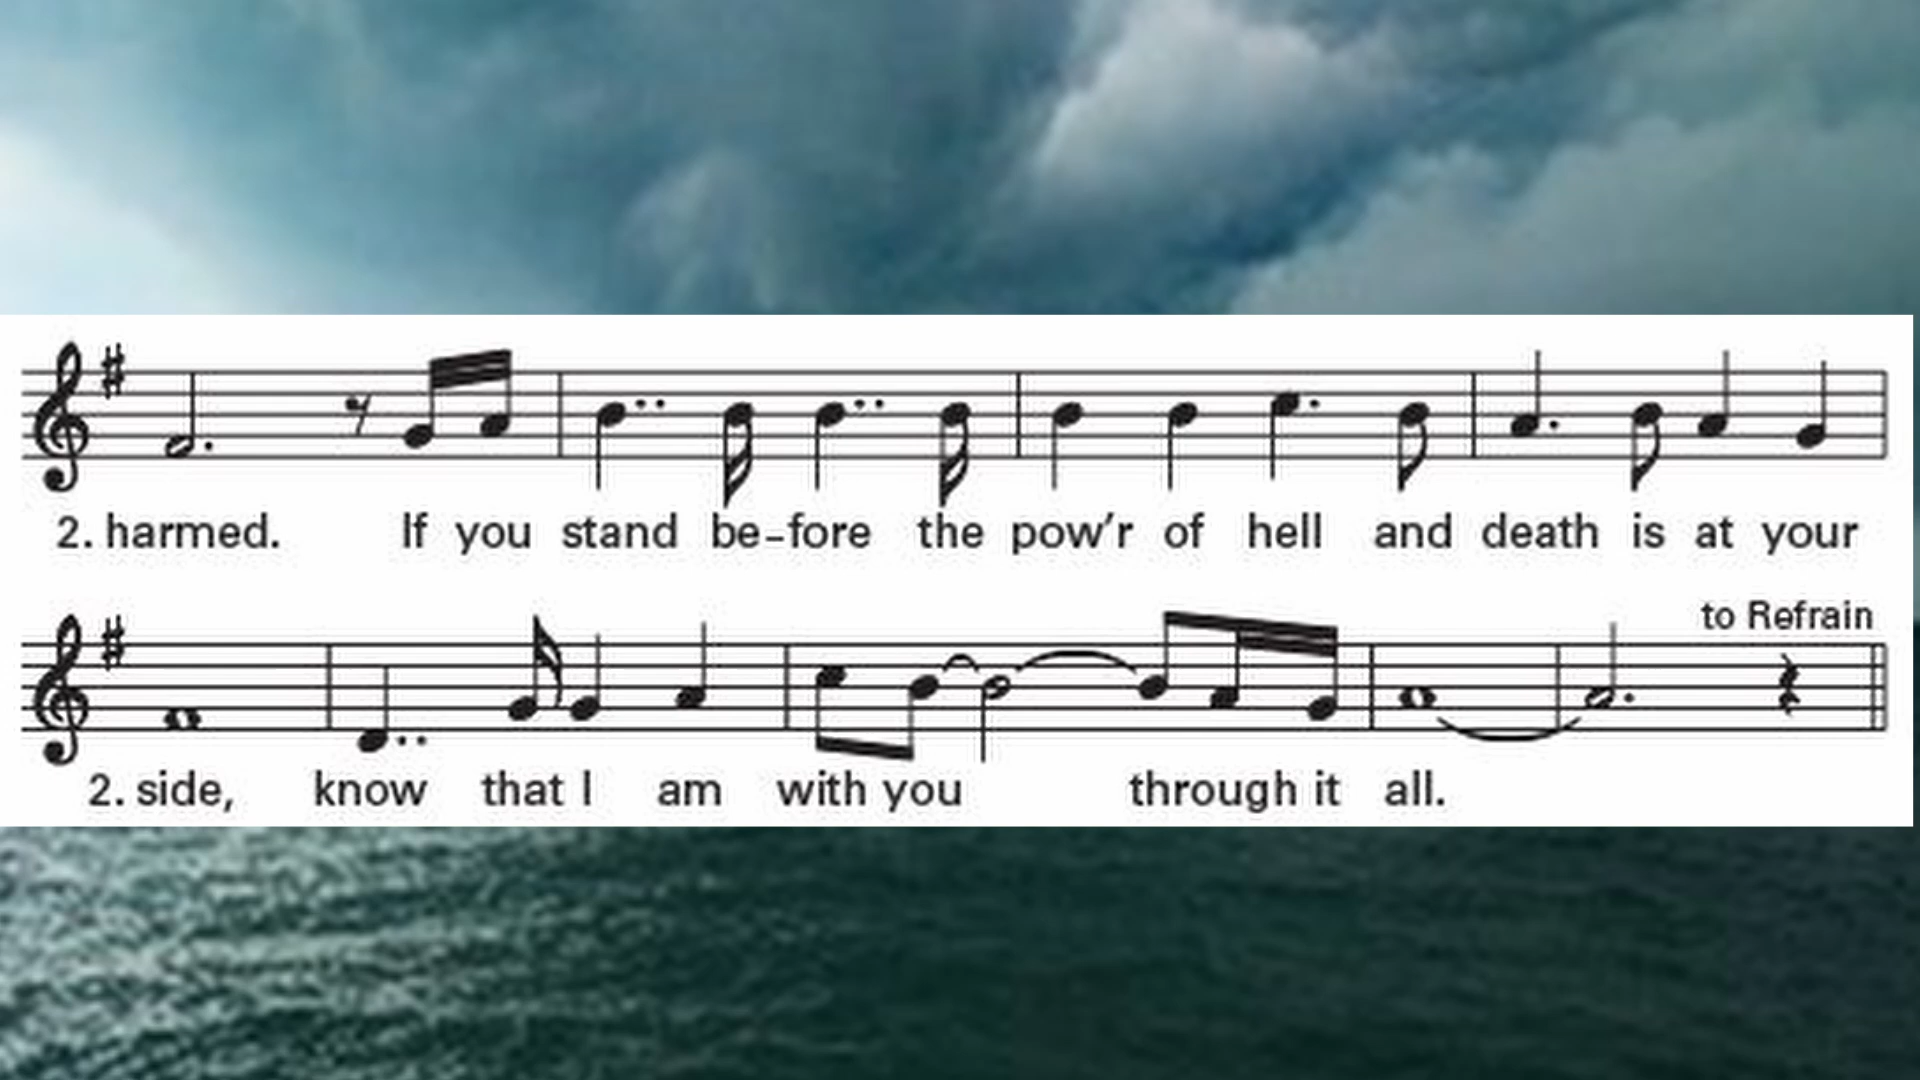 2. harmed. If you stand be-fore the pow'r of hell and death is at your
to Refrain
2. side, know that I am with you through it all.